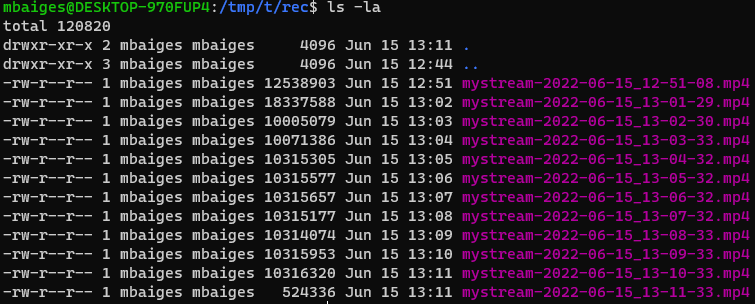 mbaiges@DESKTOP-970FUP4:/tmp/t/rec$ ls -la
total 120820
drwxr-xr-x 2 mbaiges mbaiges     4096 Jun 15 13:11 .
drwxr-xr-x 3 mbaiges mbaiges     4096 Jun 15 12:44 ..
-rw-r--r-- 1 mbaiges mbaiges 12538903 Jun 15 12:51 mystream-2022-06-15_12-51-08.mp4
-rw-r--r-- 1 mbaiges mbaiges 18337588 Jun 15 13:02 mystream-2022-06-15_13-01-29.mp4
-rw-r--r-- 1 mbaiges mbaiges 10005079 Jun 15 13:03 mystream-2022-06-15_13-02-30.mp4
-rw-r--r-- 1 mbaiges mbaiges 10071386 Jun 15 13:04 mystream-2022-06-15_13-03-33.mp4
-rw-r--r-- 1 mbaiges mbaiges 10315305 Jun 15 13:05 mystream-2022-06-15_13-04-32.mp4
-rw-r--r-- 1 mbaiges mbaiges 10315577 Jun 15 13:06 mystream-2022-06-15_13-05-32.mp4
-rw-r--r-- 1 mbaiges mbaiges 10315657 Jun 15 13:07 mystream-2022-06-15_13-06-32.mp4
-rw-r--r-- 1 mbaiges mbaiges 10315177 Jun 15 13:08 mystream-2022-06-15_13-07-32.mp4
-rw-r--r-- 1 mbaiges mbaiges 10314074 Jun 15 13:09 mystream-2022-06-15_13-08-33.mp4
-rw-r--r-- 1 mbaiges mbaiges 10315953 Jun 15 13:10 mystream-2022-06-15_13-09-33.mp4
-rw-r--r-- 1 mbaiges mbaiges 10316320 Jun 15 13:11 mystream-2022-06-15_13-10-33.mp4
-rw-r--r-- 1 mbaiges mbaiges   524336 Jun 15 13:11 mystream-2022-06-15_13-11-33.mp4